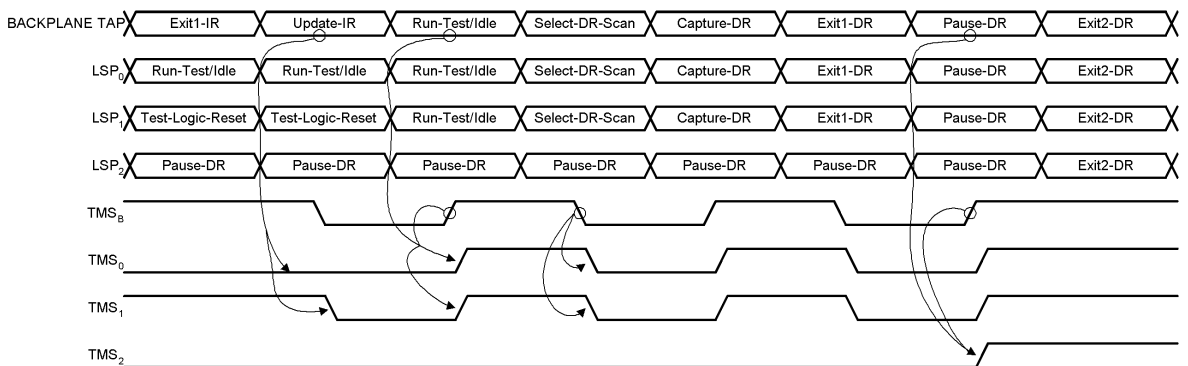 BACKPLANE TAP Exit1-IR Update-IR Run-Test/Idle Select-DR-Scan Capture-DR Exit1-DR Pause-DR Exit2-DR
LSP0 Run-Test/Idle Run-Test/Idle Run-Test/Idle Select-DR-Scan Capture-DR Exit1-DR Pause-DR Exit2-DR
LSP1 Test-Logic-Reset Test-Logic-Reset Run-Test/Idle Select-DR-Scan Capture-DR Exit1-DR Pause-DR Exit2-DR
LSP2 Pause-DR Pause-DR Pause-DR Pause-DR Pause-DR Pause-DR Pause-DR Exit2-DR
TMSB
TMS0
TMS1
TMS2